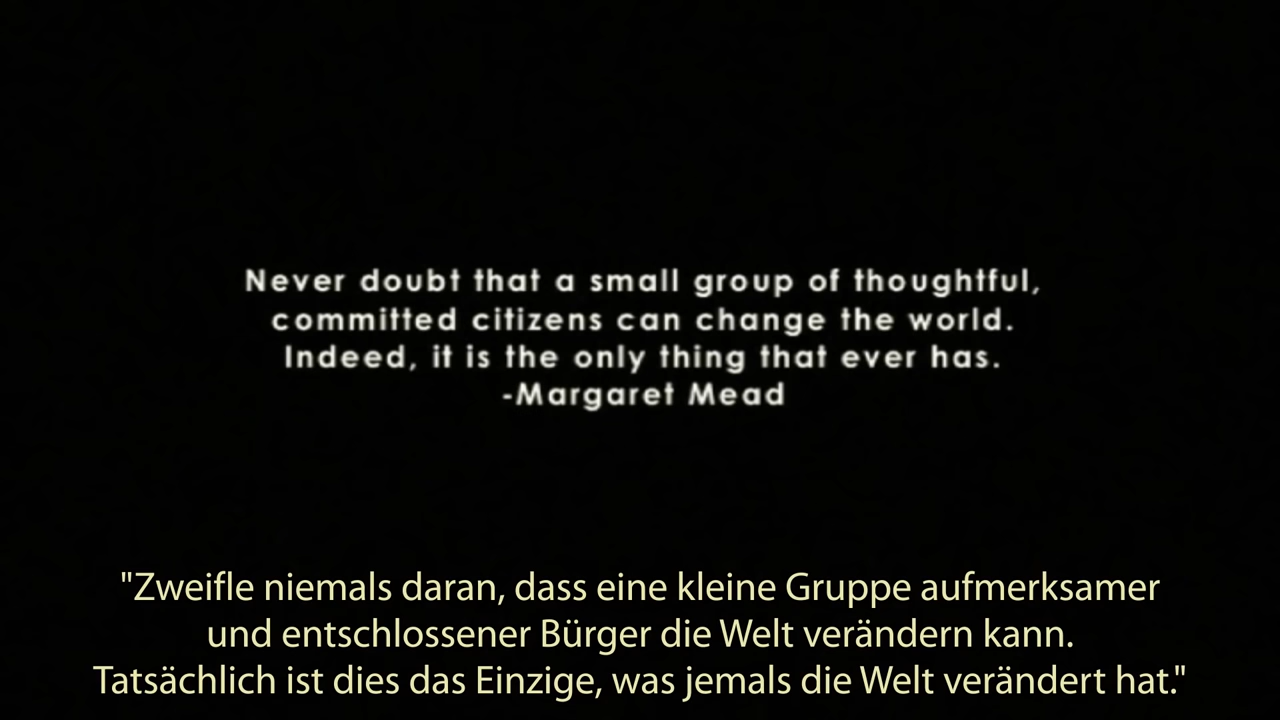 Never doubt that a small group of thoughtful,
committed citizens can change the world.
Indeed, it is the only thing that ever has.
-Margaret Mead
"Zweifle niemals daran, dass eine kleine Gruppe aufmerksamer
und entschlossener Bürger die Welt verändern kann.
Tatsächlich ist dies das Einzige, was jemals die Welt verändert hat."